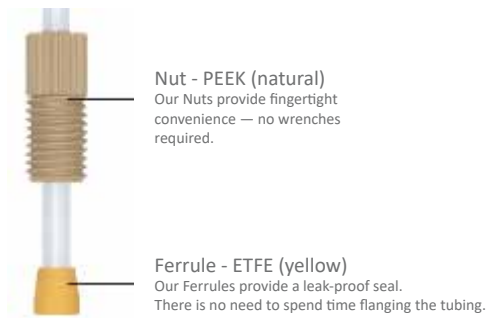 Nut - PEEK (natural)
Our Nuts provide fingertight
convenience — no wrenches
required.
Ferrule - ETFE (yellow)
Our Ferrules provide a leak-proof seal.
There is no need to spend time flanging the tubing.